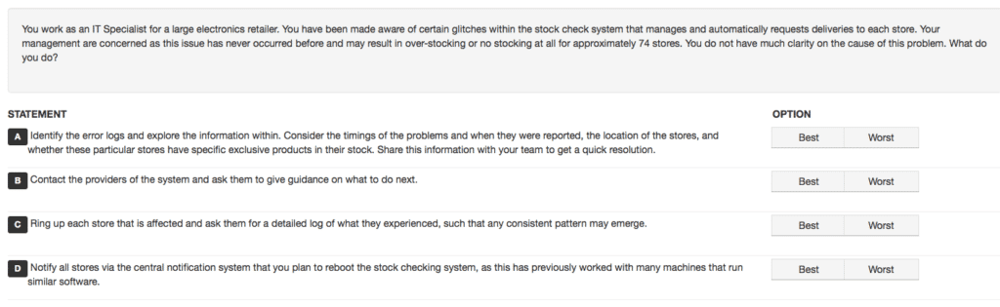 You work as an IT Specialist for a large electronics retailer. You have been made aware of certain glitches within the stock check system that manages and automatically requests deliveries to each store. Your
management are concerned as this issue has never occurred before and may result in over-stocking or no stocking at all for approximately 74 stores. You do not have much clarity on the cause of this problem. What do
you do?
STATEMENT OPTION
A Identify the error logs and explore the information within. Consider the timings of the problems and when they were reported, the location of the stores, and Best Worst
whether these particular stores have specific exclusive products in their stock. Share this information with your team to get a quick resolution.
B Contact the providers of the system and ask them to give guidance on what to do next. Best Worst
C Ring up each store that is affected and ask them for a detailed log of what they experienced, such that any consistent pattern may emerge. Best Worst
D Notify all stores via the central notification system that you plan to reboot the stock checking system, as this has previously worked with many machines that run Best Worst
similar software.